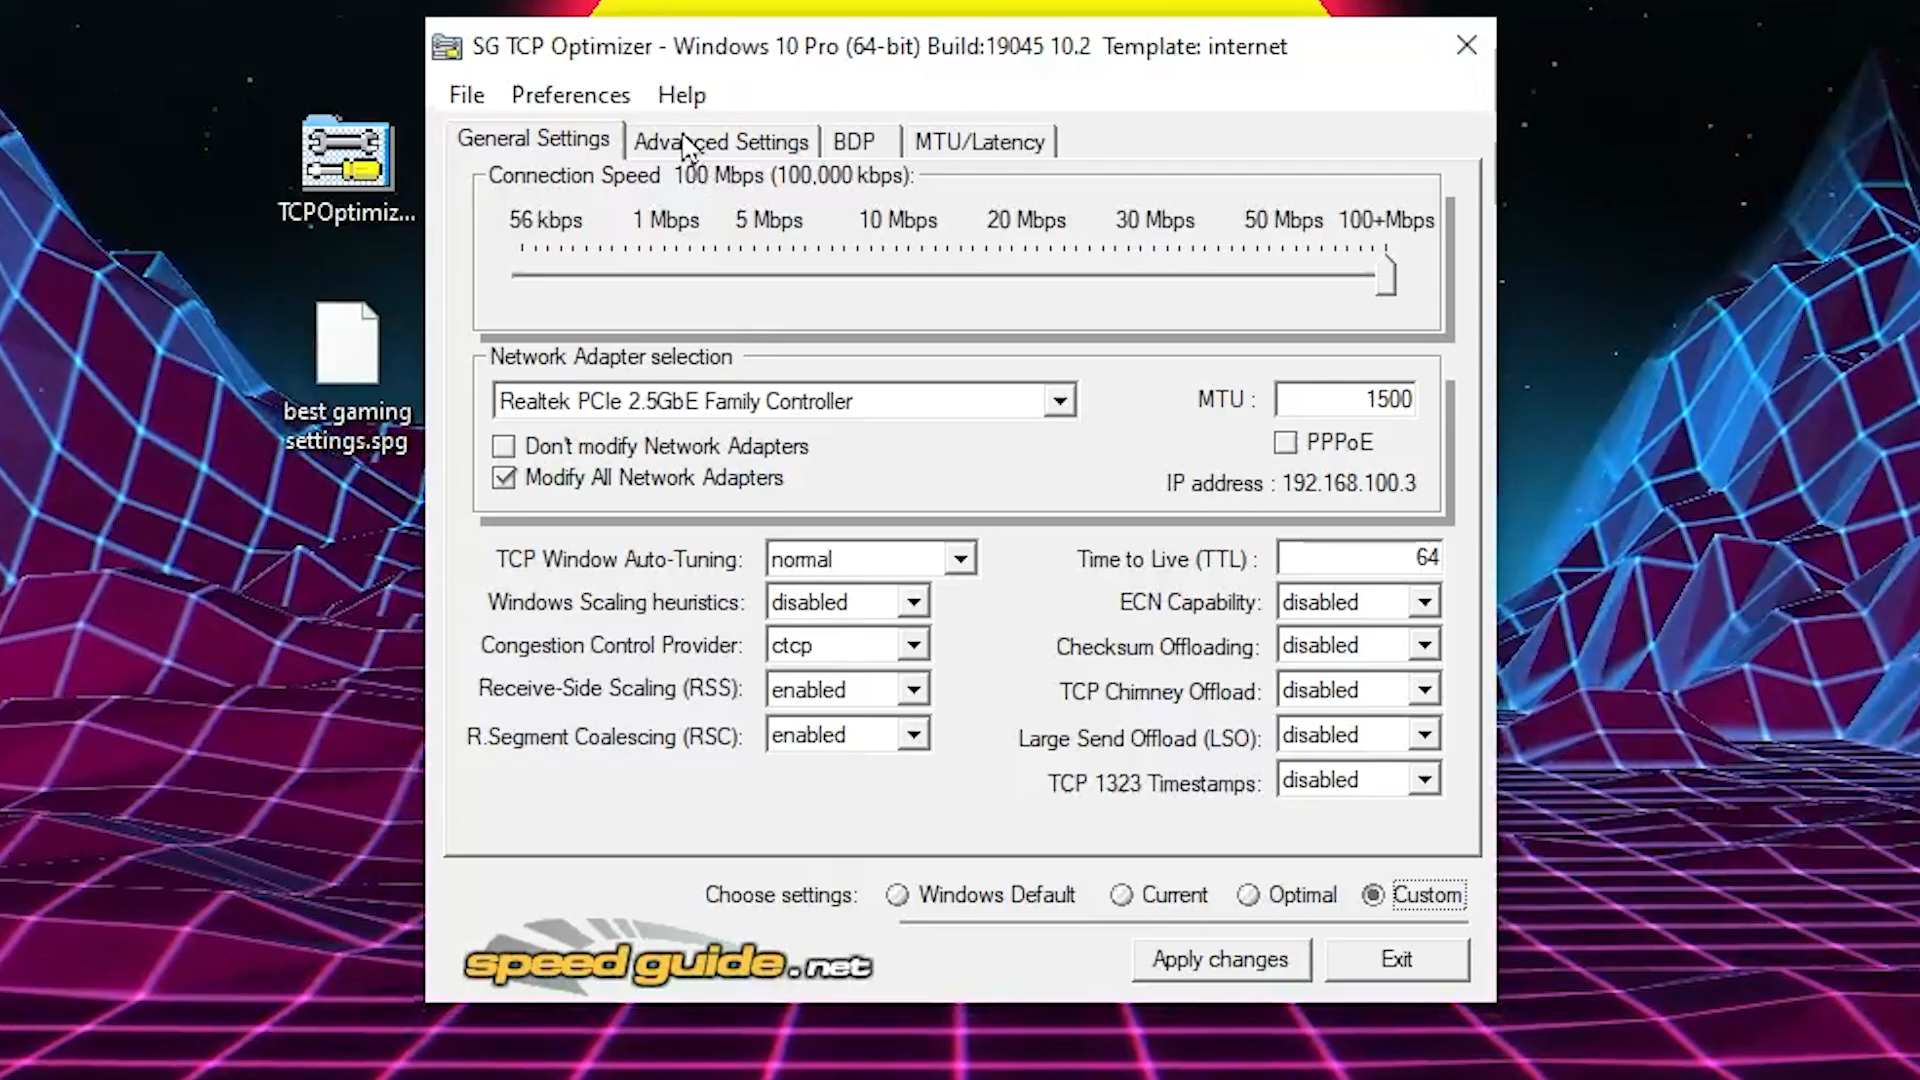 SG TCP Optimizer - Windows 10 Pro (64-bit) Build:19045 10.2 Template: internet
File Preferences Help
General Settings Advanced Settings BDP MTU/Latency
Connection Speed 100 Mbps (100,000 kbps):
56 kbps 1 Mbps 5 Mbps 10 Mbps 20 Mbps 30 Mbps 50 Mbps 100+Mbps
TCPOptimiz...
best gaming
settings.spg
Network Adapter selection
Realtek PCIe 2.5GbE Family Controller MTU : 1500
Don't modify Network Adapters PPPoE
Modify All Network Adapters IP address : 192.168.100.3
TCP Window Auto-Tuning: normal Time to Live (TTL) : 64
Windows Scaling heuristics: disabled ECN Capability: disabled
Congestion Control Provider: ctcp Checksum Offloading: disabled
Receive-Side Scaling (RSS): enabled TCP Chimney Offload: disabled
R.Segment Coalescing (RSC): enabled Large Send Offload (LSO): disabled
TCP 1323 Timestamps: disabled
Choose settings: Windows Default Current Optimal Custom
speed guide.net Apply changes Exit